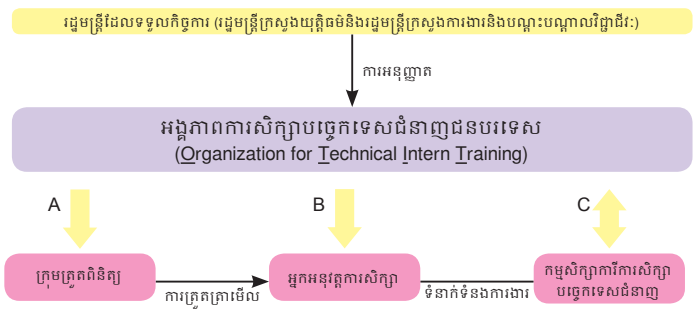 រដ្ឋមន្ត្រីដែលទទួលកិច្ចការ (រដ្ឋមន្ត្រីក្រសួងយុត្តិធម៌និងរដ្ឋមន្ត្រីក្រសួងការងារនិងបណ្តុះបណ្តាលវិជ្ជាជីវៈ)
ការអនុញ្ញាត
អង្គភាពការសិក្សាបច្ចេកទេសជំនាញជនបរទេស
(Organization for Technical Intern Training)
A
B
C
ក្រុមត្រួតពិនិត្យ
ការត្រួតត្រាមើល
អ្នកអនុវត្តការសិក្សា
ទំនាក់ទំនងការងារ
កម្មសិក្សាការីការសិក្សា
បច្ចេកទេសជំនាញ